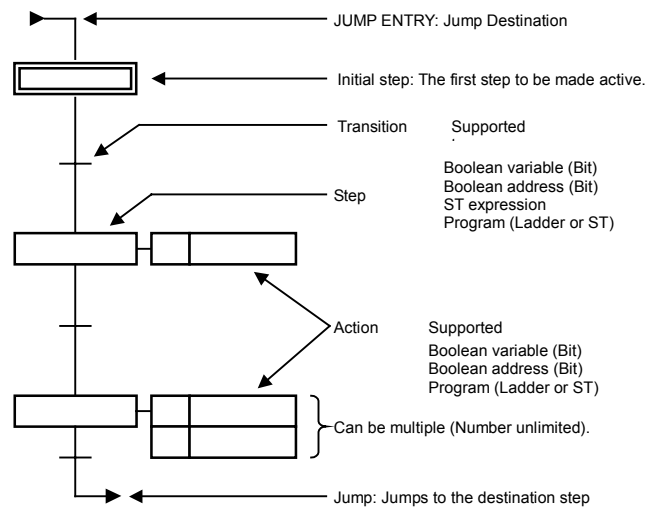 JUMP ENTRY: Jump Destination
Initial step: The first step to be made active.
Transition Supported
Boolean variable (Bit)
Boolean address (Bit)
Step
ST expression
Program (Ladder or ST)
Action Supported
Boolean variable (Bit)
Boolean address (Bit)
Program (Ladder or ST)
Can be multiple (Number unlimited).
Jump: Jumps to the destination step